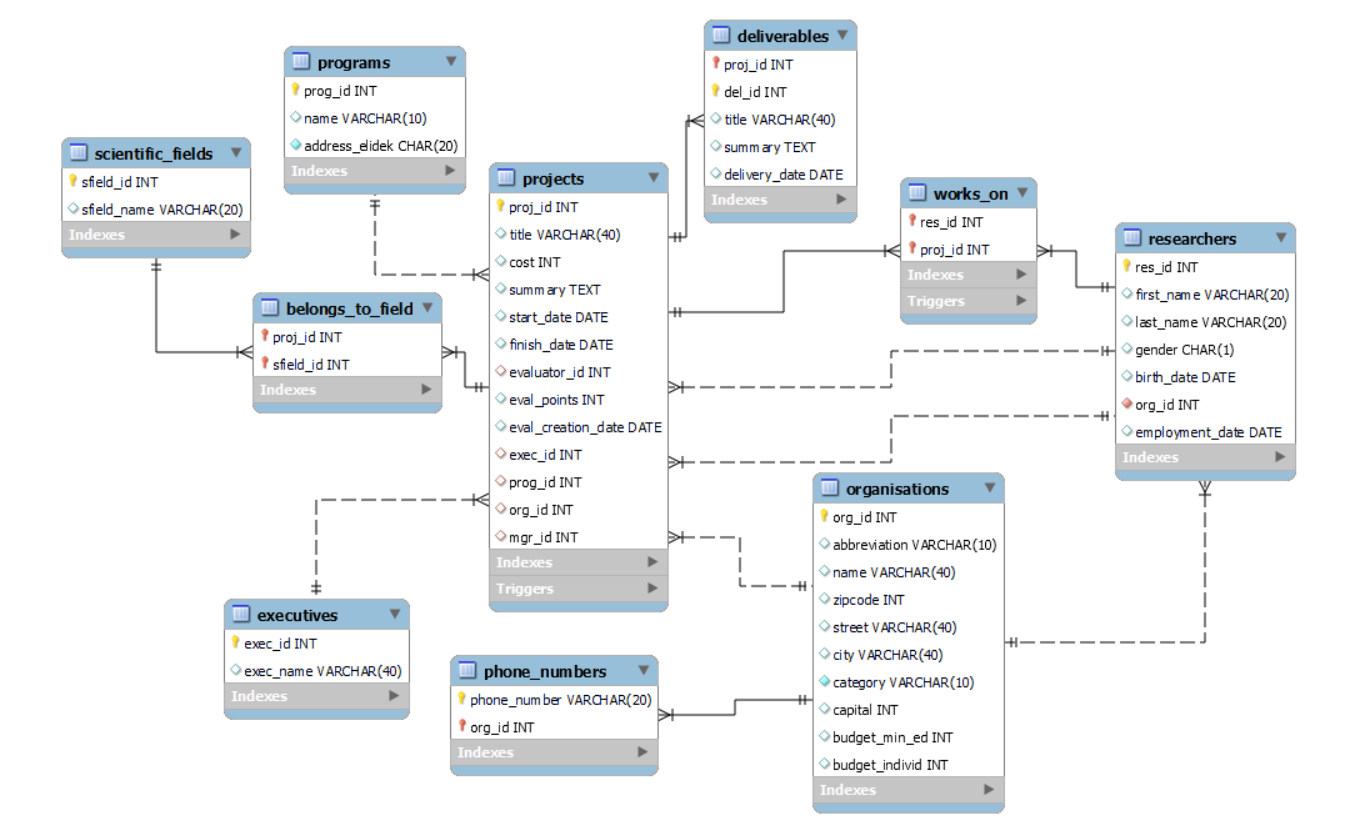 programs
prog_id INT
name VARCHAR(10)
address_elidek CHAR(20)
Indexes
scientific_fields
sfield_id INT
sfield_name VARCHAR(20)
Indexes
belongs_to_field
proj_id INT
sfield_id INT
Indexes
executives
exec_id INT
exec_name VARCHAR(40)
Indexes
projects
proj_id INT
title VARCHAR(40)
cost INT
summary TEXT
start_date DATE
finish_date DATE
evaluator_id INT
eval_points INT
eval_creation_date DATE
exec_id INT
prog_id INT
org_id INT
mgr_id INT
Indexes
Triggers
phone_numbers
phone_number VARCHAR(20)
org_id INT
Indexes
deliverables
proj_id INT
del_id INT
title VARCHAR(40)
summary TEXT
delivery_date DATE
Indexes
works_on
res_id INT
proj_id INT
Indexes
Triggers
researchers
res_id INT
first_name VARCHAR(20)
last_name VARCHAR(20)
gender CHAR(1)
birth_date DATE
org_id INT
employment_date DATE
Indexes
organisations
org_id INT
abbreviation VARCHAR(10)
name VARCHAR(40)
zipcode INT
street VARCHAR(40)
city VARCHAR(40)
category VARCHAR(10)
capital INT
budget_min_ed INT
budget_individ INT
Indexes